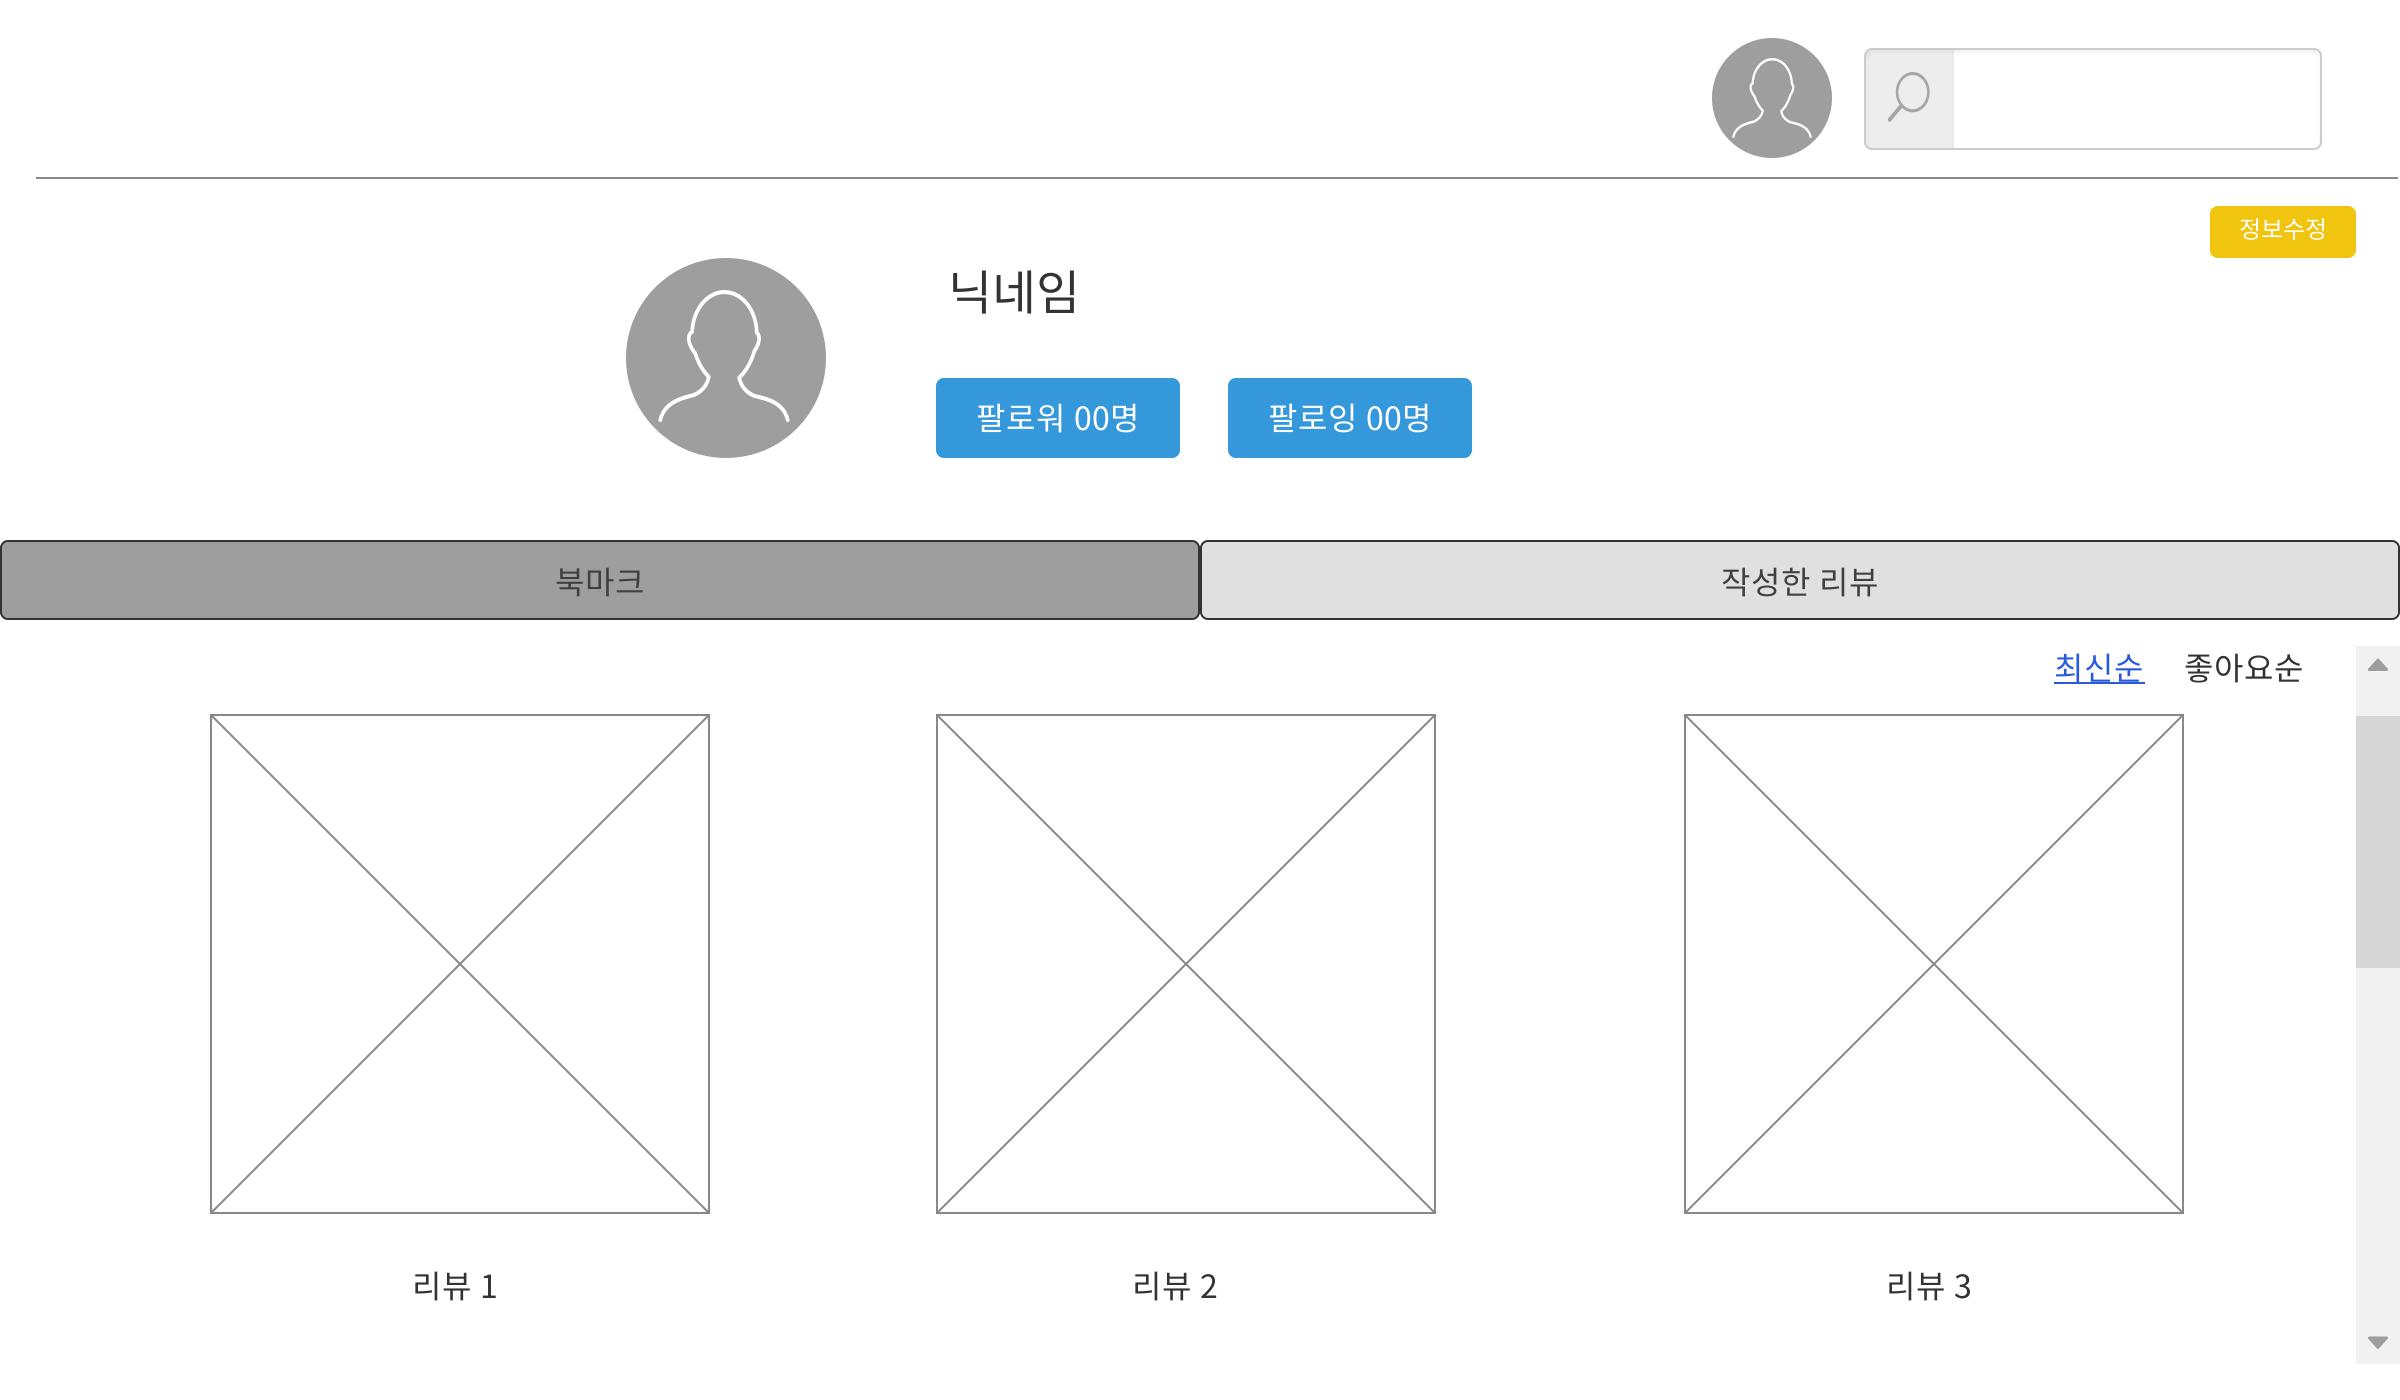 정보수정
닉네임
팔로워 00명
팔로잉 00명
북마크
작성한 리뷰
최신순
좋아요순
리뷰 1
리뷰 2
리뷰 3